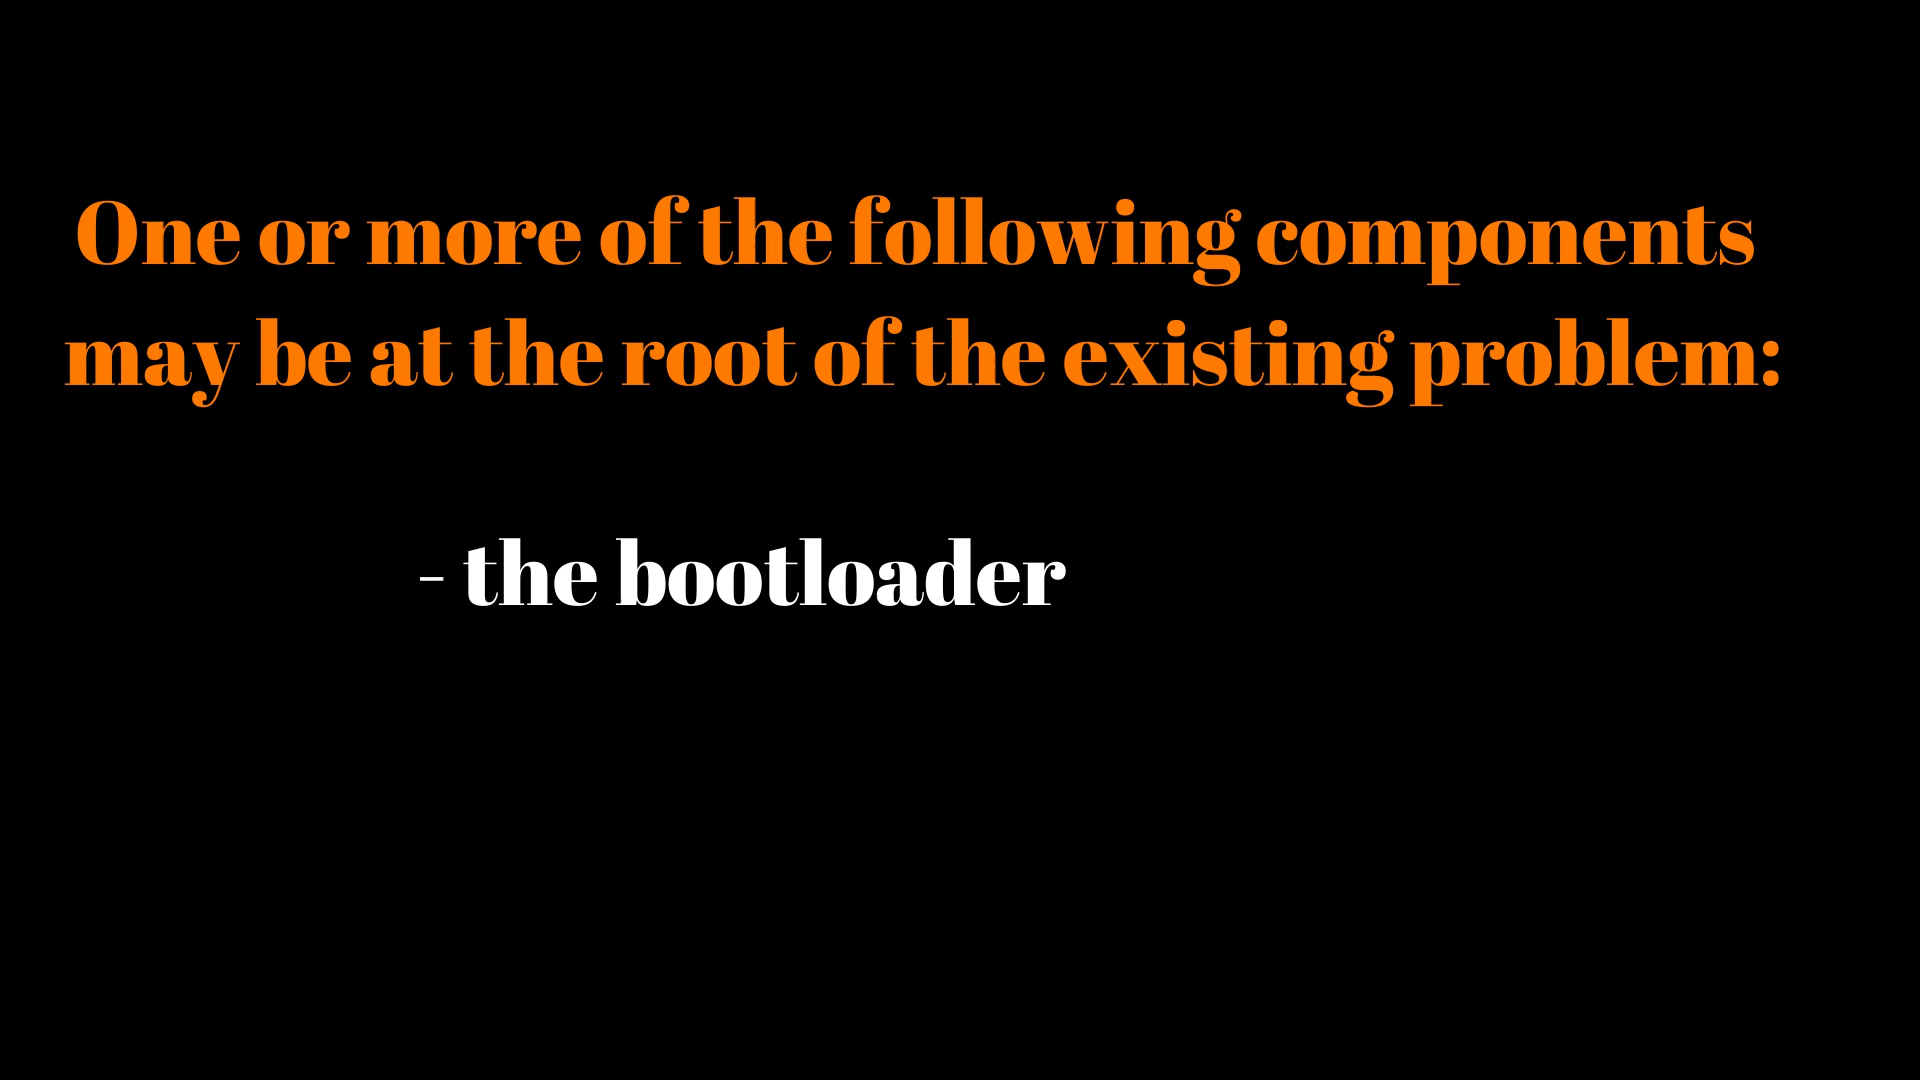 One or more of the following components
may be at the root of the existing problem:
- the bootloader